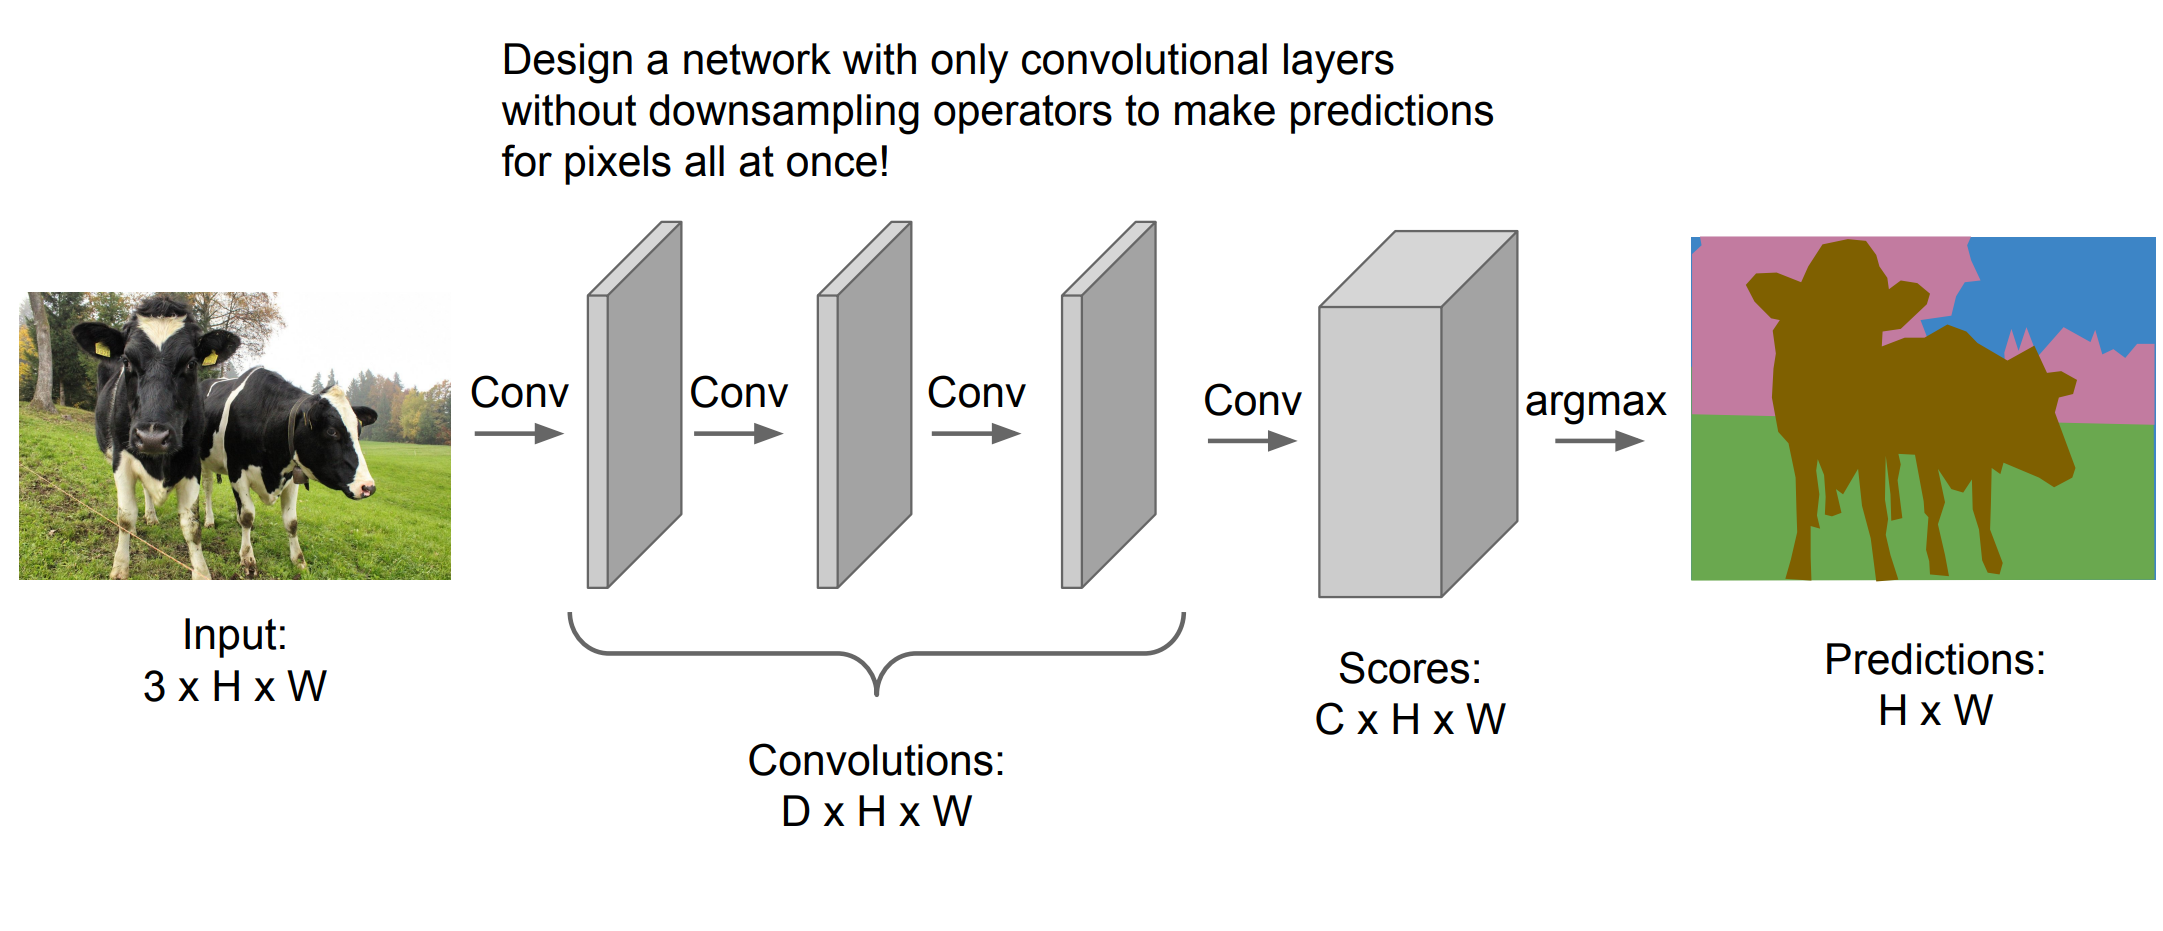 Design a network with only convolutional layers
without downsampling operators to make predictions
for pixels all at once!
Conv
Conv
Conv
Conv
argmax
Input:
3 x H x W
Convolutions:
D x H x W
Scores:
C x H x W
Predictions:
H x W